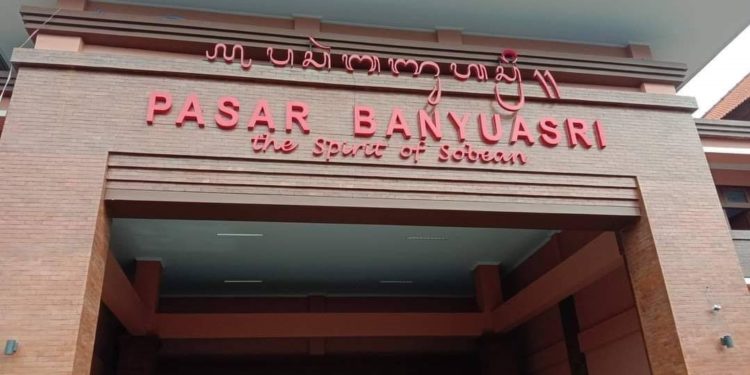 PASAR BANYUASRI
the Spirit of Sobean